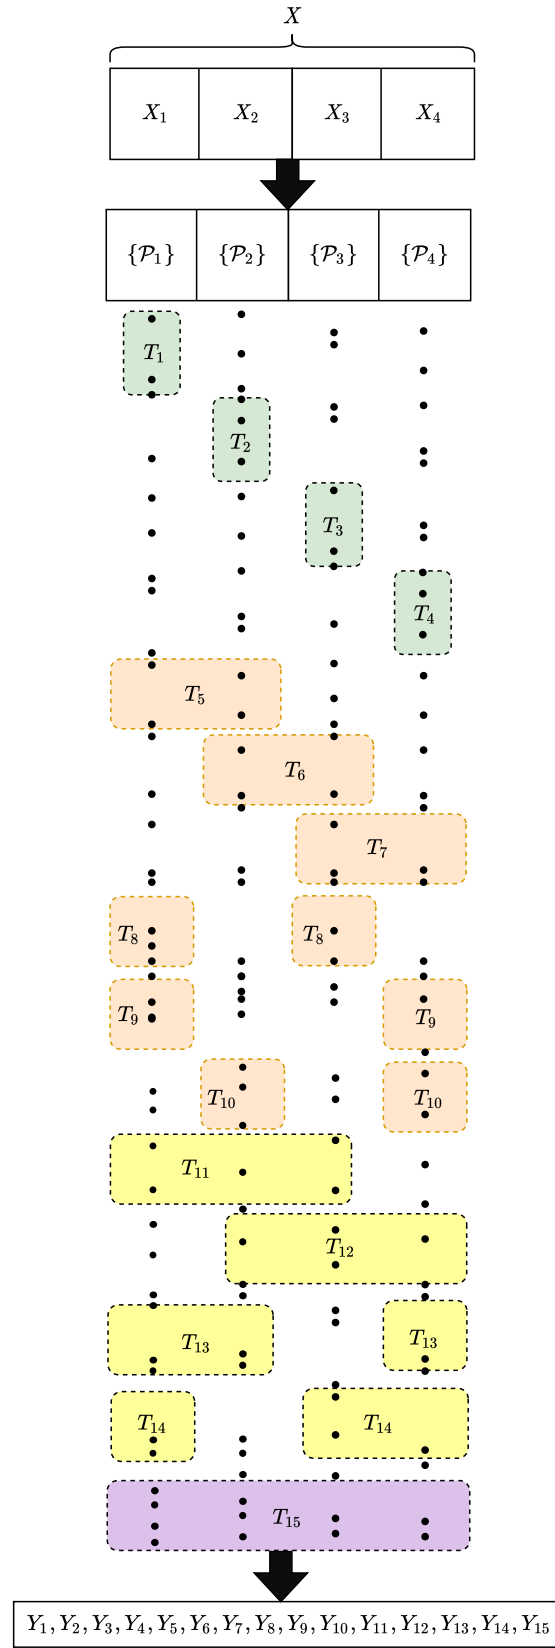 X
X₁ X₂ X₃ X₄
{𝒫₁} {𝒫₂} {𝒫₃} {𝒫₄}
T₁
T₂
T₃
T₄
T₅
T₆
T₇
T₈ T₈
T₉ T₉
T₁₀ T₁₀
T₁₁
T₁₂
T₁₃ T₁₃
T₁₄ T₁₄
T₁₅
Y₁, Y₂, Y₃, Y₄, Y₅, Y₆, Y₇, Y₈, Y₉, Y₁₀, Y₁₁, Y₁₂, Y₁₃, Y₁₄, Y₁₅